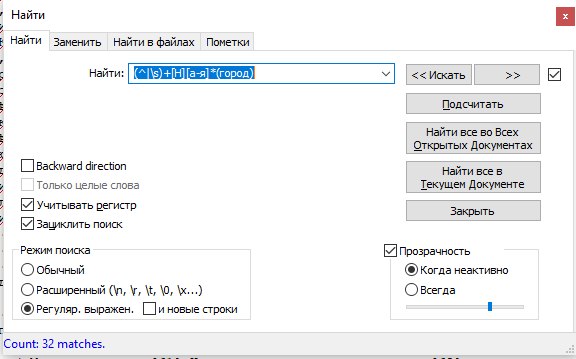 Найти
Найти
Заменить
Найти в файлах
Пометки
Найти:
(^|\s)+[Н][а-я]*(город)
<< Искать
>>
Подсчитать
Найти все во Всех
Открытых Документах
Найти все в
Текущем Документе
Закрыть
Backward direction
Только целые слова
Учитывать регистр
Зациклить поиск
Режим поиска
Обычный
Расширенный (\n, \r, \t, \0, \x...)
Регуляр. выражен.
и новые строки
Прозрачность
Когда неактивно
Всегда
Count: 32 matches.